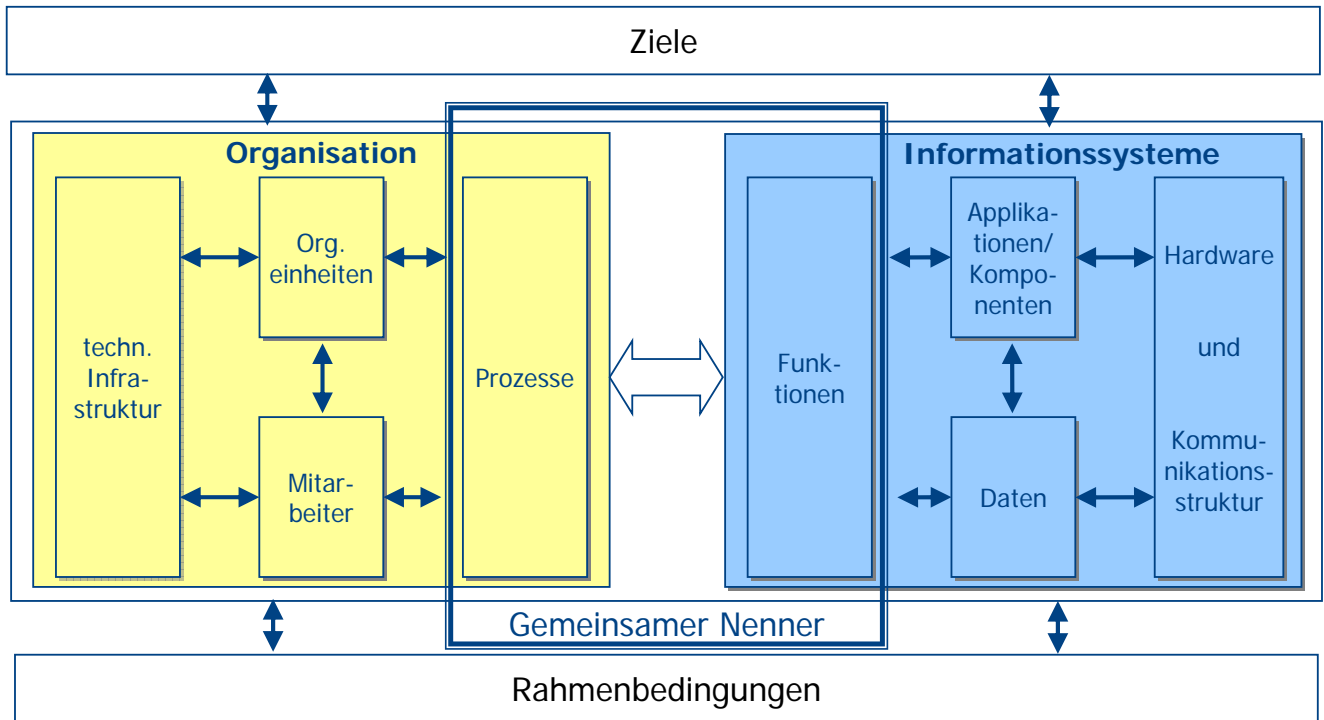 Ziele
Organisation
techn.
Infra-
struktur
Org.
einheiten
Mitar-
beiter
Prozesse
Informationssysteme
Funk-
tionen
Applika-
tionen/
Kompo-
nenten
Daten
Hardware
und
Kommu-
nikations-
struktur
Gemeinsamer Nenner
Rahmenbedingungen